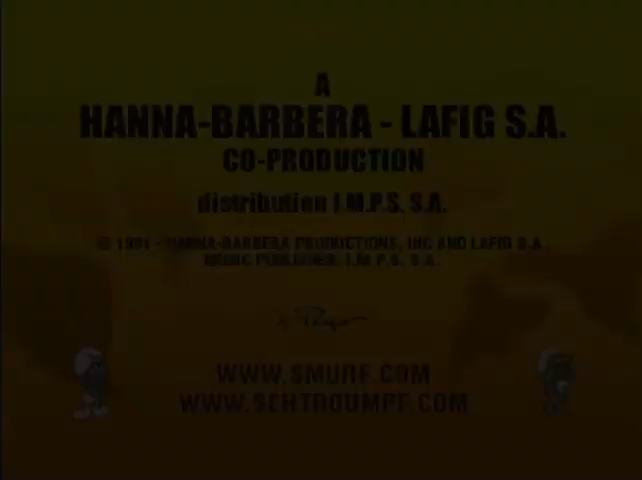 A
HANNA-BARBERA - LAFIG S.A.
CO-PRODUCTION
distribution I.M.P.S. S.A.
© 1981 - HANNA-BARBERA PRODUCTIONS, INC AND LAFIG S.A.
MUSIC PUBLISHER: I.M.P.S. S.A.
© Peyo
WWW.SMURF.COM
WWW.SCHTROUMPF.COM